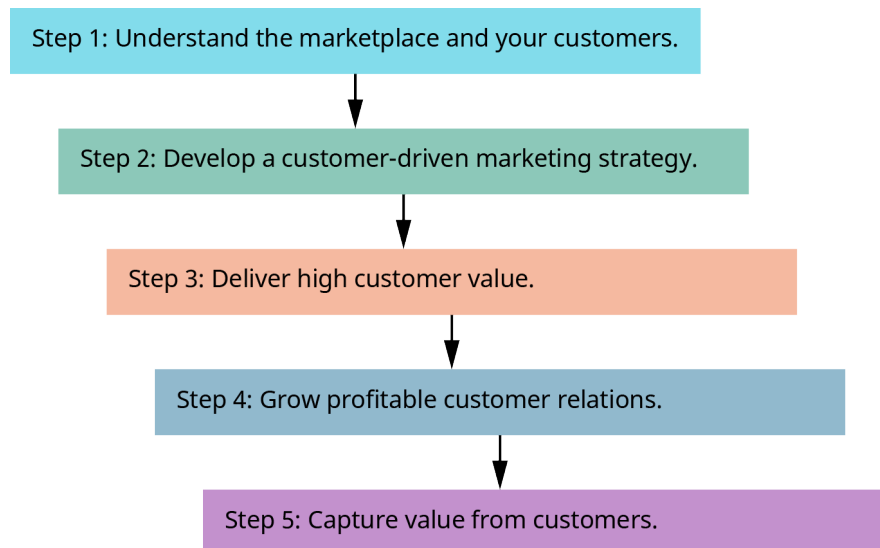 Step 1: Understand the marketplace and your customers.
Step 2: Develop a customer-driven marketing strategy.
Step 3: Deliver high customer value.
Step 4: Grow profitable customer relations.
Step 5: Capture value from customers.